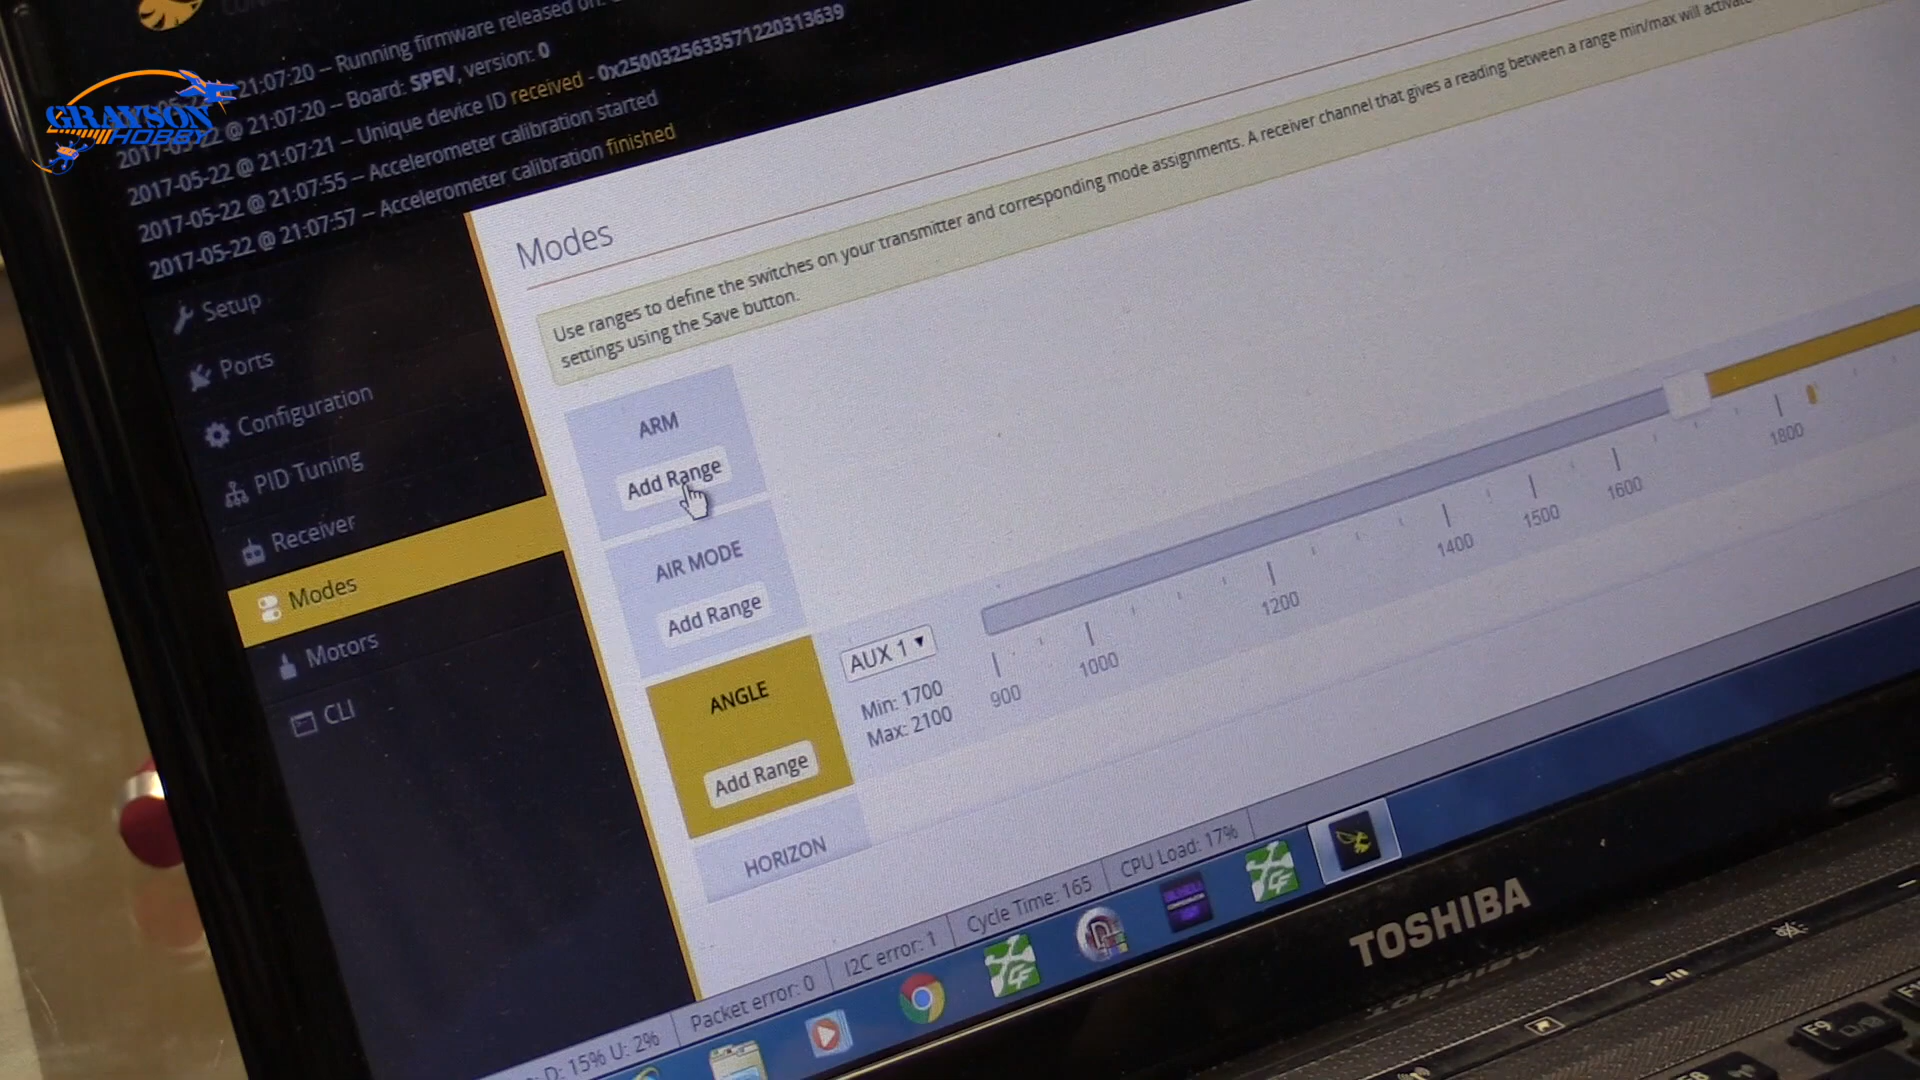 GRAYSON
HOBBY
21:07:20 – Running firmware released on:
@ 21:07:20 – Board: SPEV, version: 0
2017-05-22 @ 21:07:21 – Unique device ID received - 0x2500325633571220313639
2017-05-22 @ 21:07:55 – Accelerometer calibration started
2017-05-22 @ 21:07:57 – Accelerometer calibration finished
Setup
Ports
Configuration
PID Tuning
Receiver
Modes
Motors
CLI
Modes
Use ranges to define the switches on your transmitter and corresponding mode assignments. A receiver channel that gives a reading between a range min/max will activate
settings using the Save button.
ARM
Add Range
AIR MODE
Add Range
ANGLE
Add Range
AUX 1
Min: 1700
Max: 2100
900
1000
1200
1400
1500
1600
1800
HORIZON
D: 15% U: 2%
Packet error: 0
I2C error: 1
Cycle Time: 165
CPU Load: 17%
TOSHIBA
F9
F8